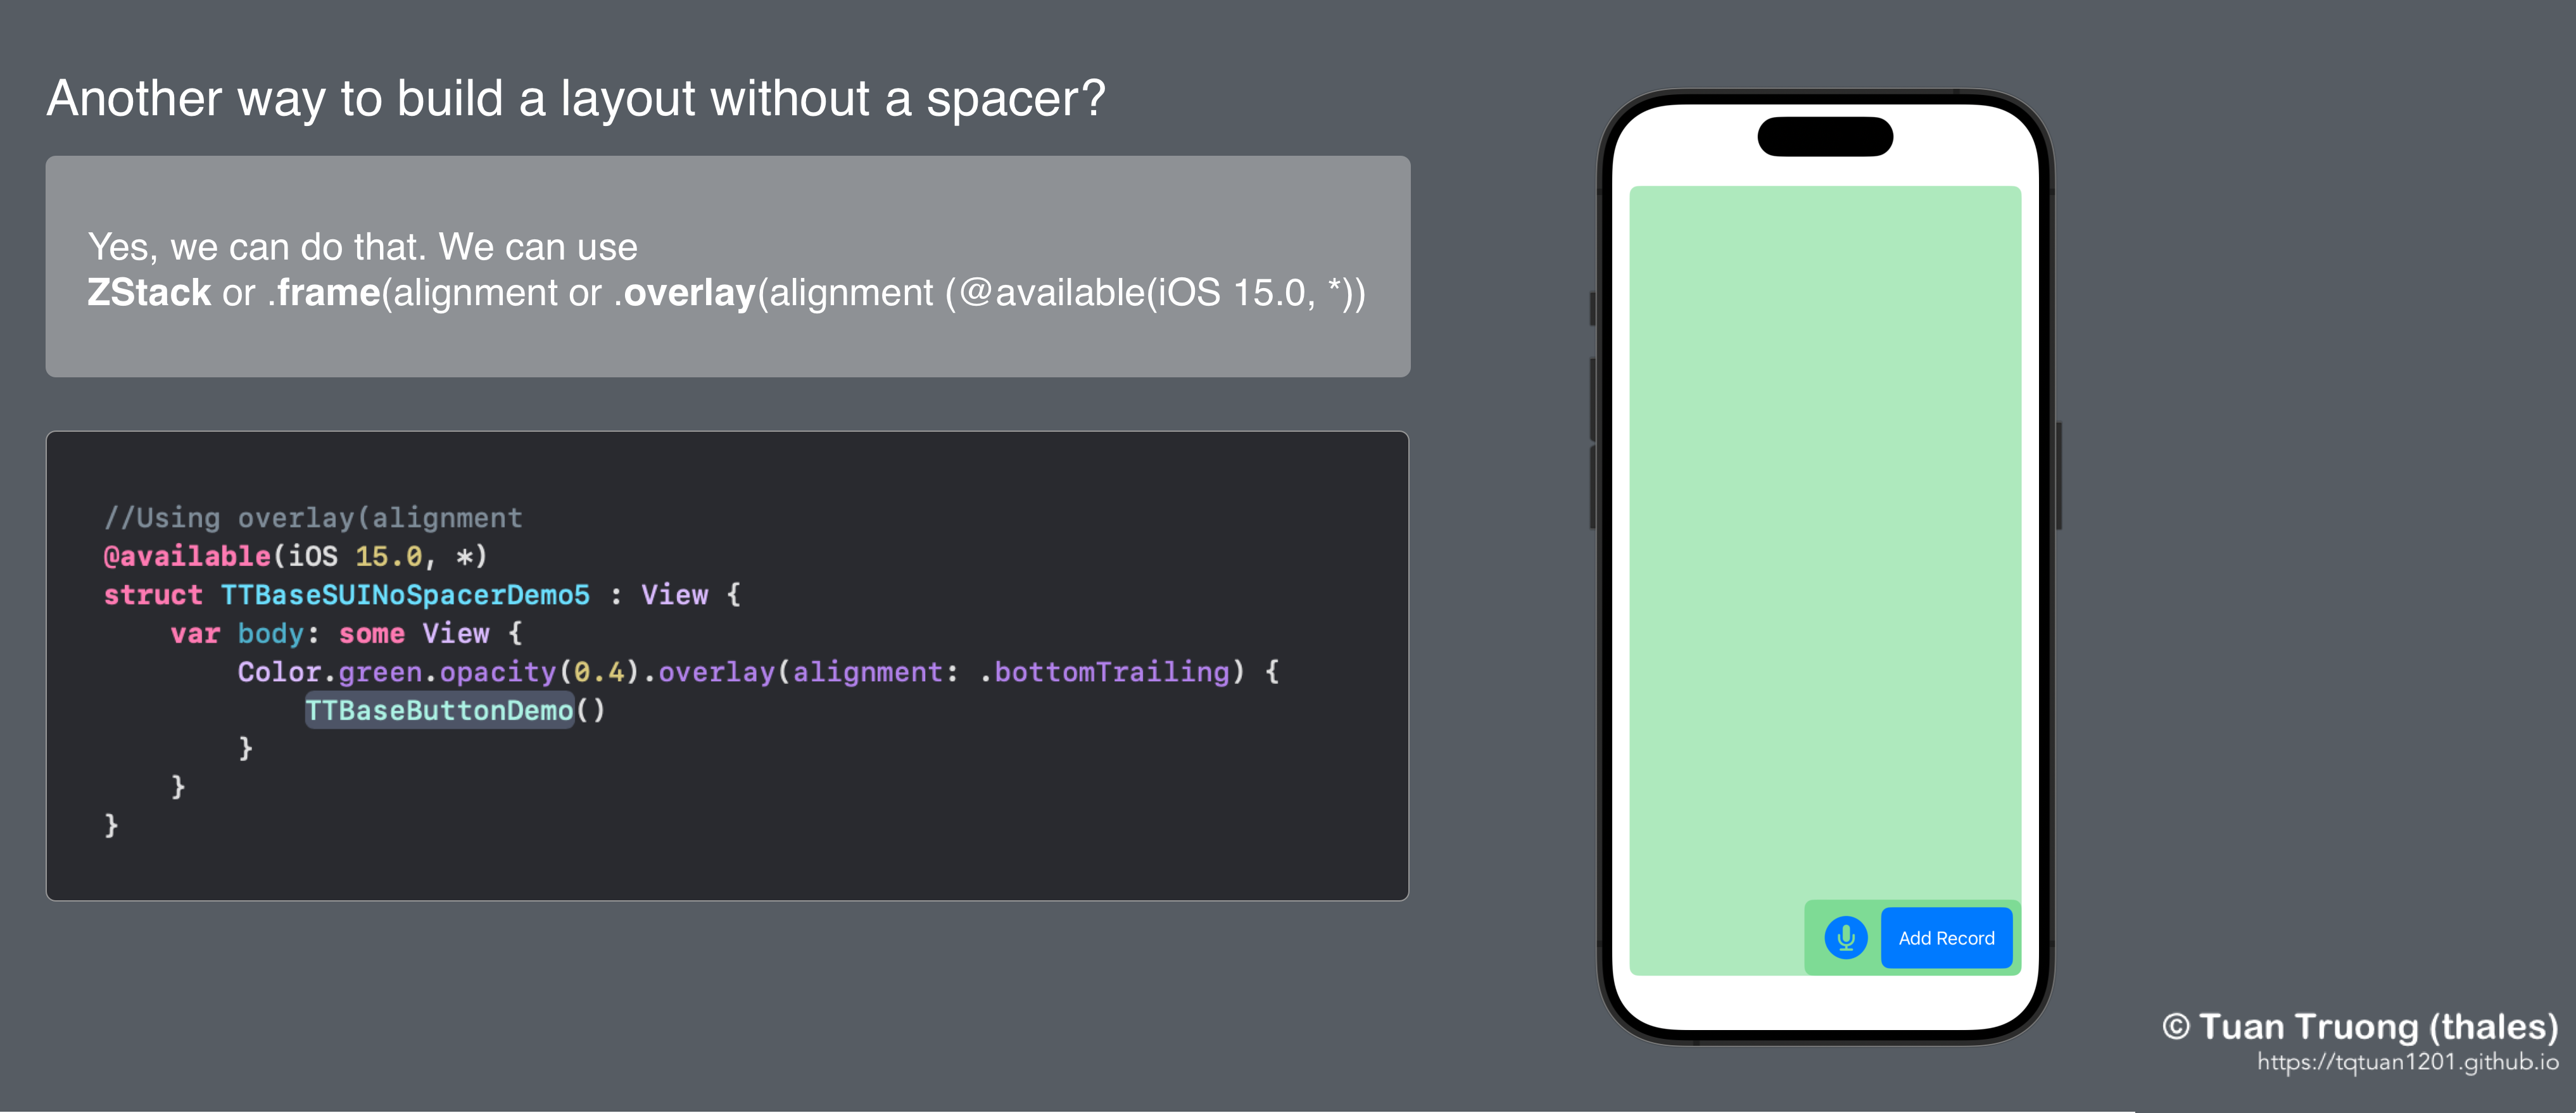 Another way to build a layout without a spacer?
Yes, we can do that. We can use
ZStack or .frame(alignment or .overlay(alignment (@available(iOS 15.0, *))
//Using overlay(alignment
@available(iOS 15.0, *)
struct TTBaseSUINoSpacerDemo5 : View {
    var body: some View {
        Color.green.opacity(0.4).overlay(alignment: .bottomTrailing) {
            TTBaseButtonDemo()
        }
    }
}
Add Record
© Tuan Truong (thales)
https://tqtuan1201.github.io